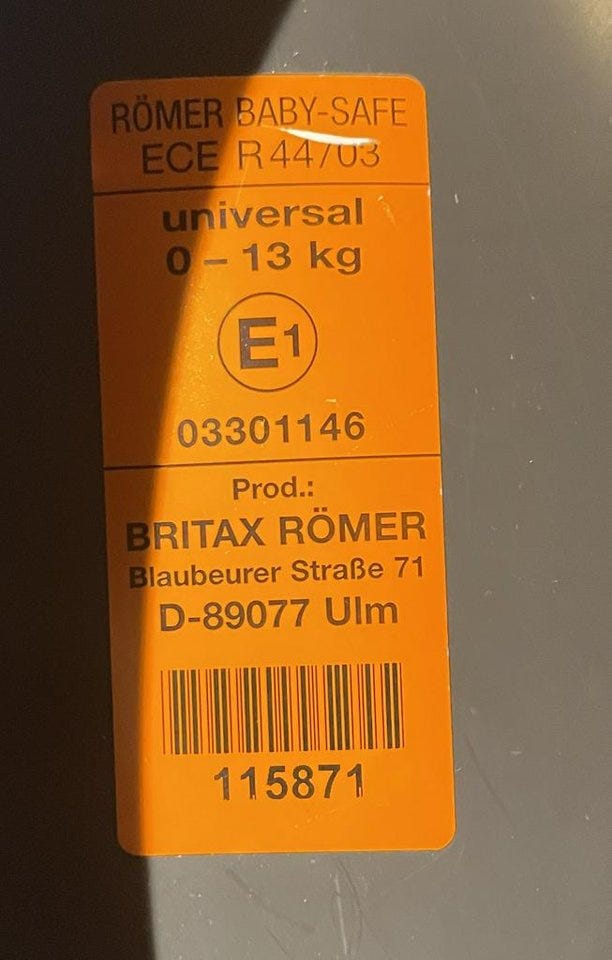 RÖMER BABY-SAFE
ECE R 44/03
universal
0 – 13 kg
E1
03301146
Prod.:
BRITAX RÖMER
Blaubeurer Straße 71
D-89077 Ulm
115871